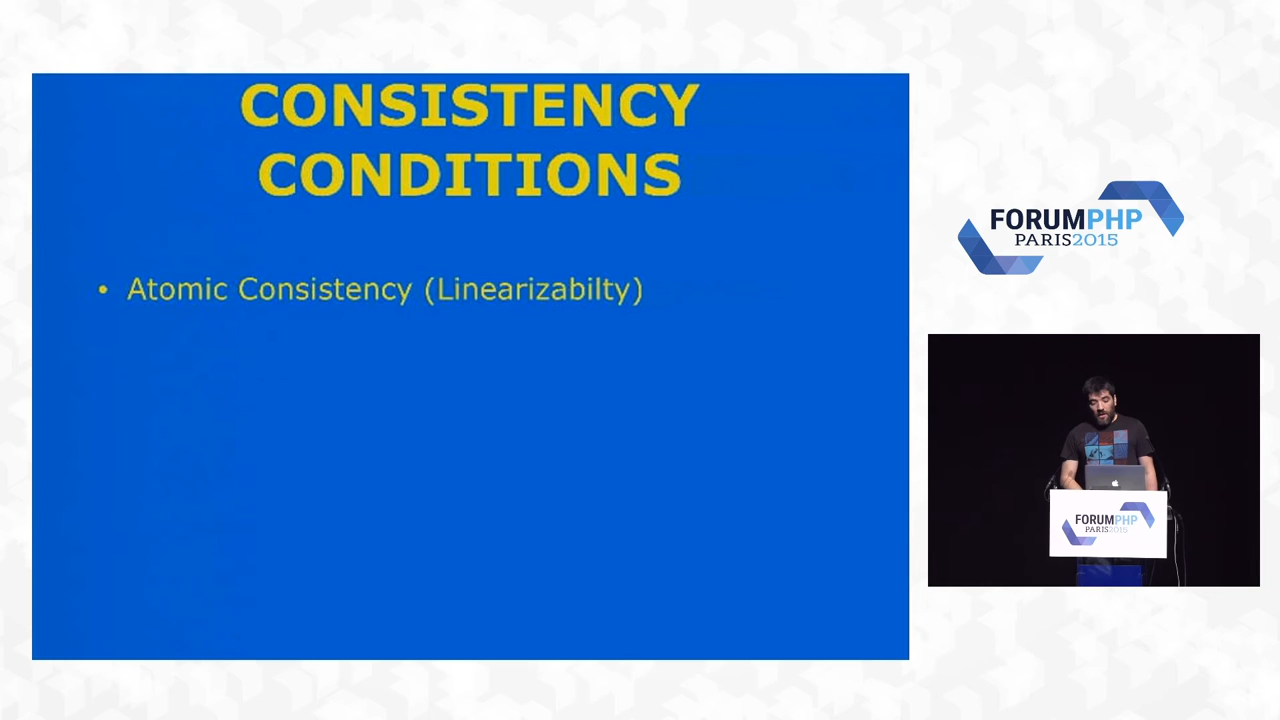 CONSISTENCY
CONDITIONS
• Atomic Consistency (Linearizabilty)
FORUMPHP
PARIS2015
FORUMPHP
PARIS2015